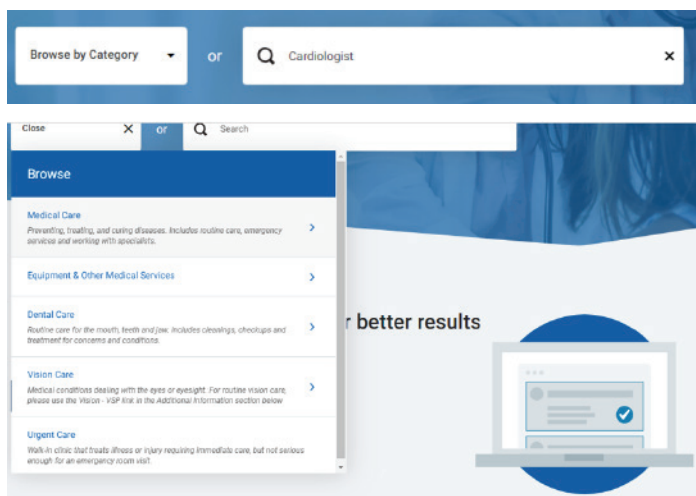 Browse by Category or Cardiologist
Close or Search
Browse
Medical Care
Preventing, treating, and curing diseases. Includes routine care, emergency
services and working with specialists.
Equipment & Other Medical Services
Dental Care
Routine care for the mouth, teeth and jaw. Includes cleanings, checkups and
treatment for concerns and conditions.
r better results
Vision Care
Medical conditions dealing with the eyes or eyesight. For routine vision care,
please use the Vision - VSP link in the Additional Information section below
Urgent Care
Walk-in clinic that treats illness or injury requiring immediate care, but not serious
enough for an emergency room visit.